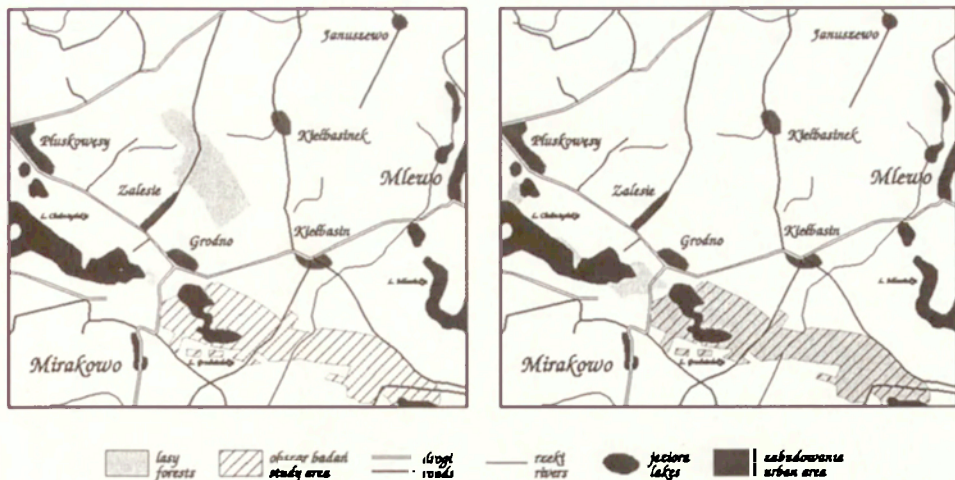 Januszewo
Pluskowęsy
Kiełbasinek
Mlewo
Zalesie
Grodno
Kiełbasin
Mirakowo
Januszewo
Pluskowęsy
Kiełbasinek
Mlewo
Zalesie
Grodno
Kiełbasin
Mirakowo
lasy
forests
obszar badań
study area
drogi
roads
rzeki
rivers
jeziora
lakes
zabudowania
urban area